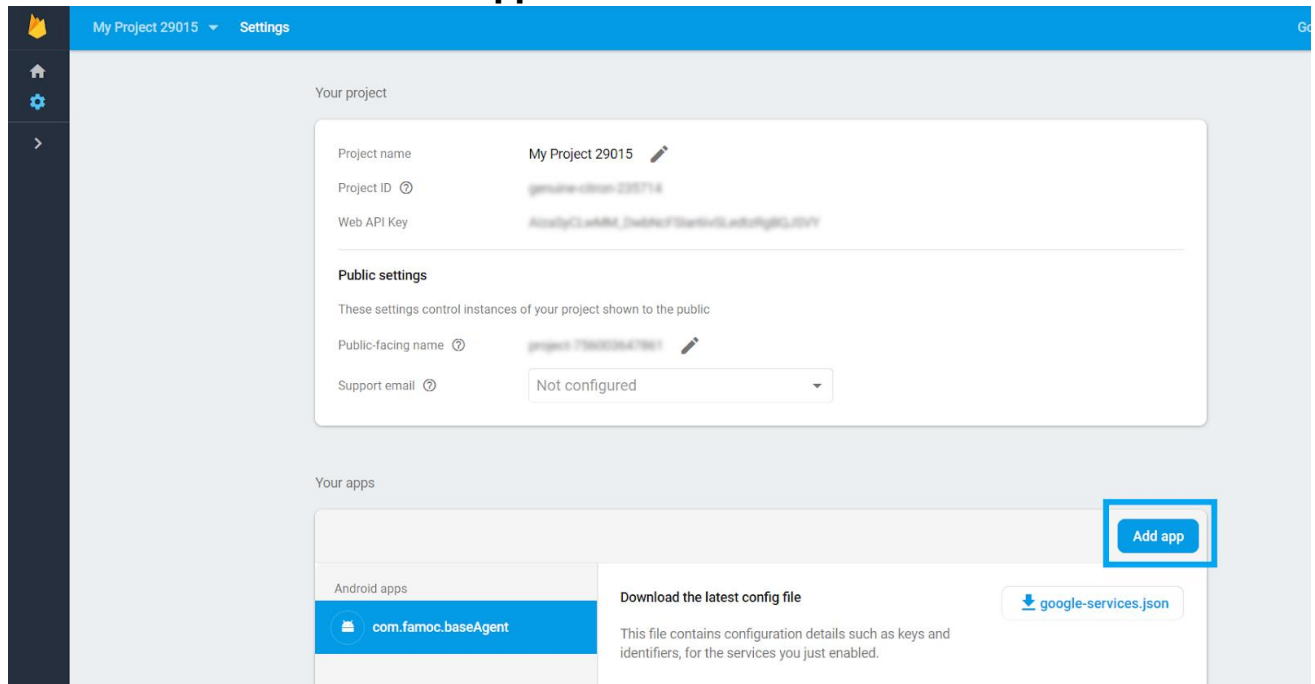 My Project 29015 Settings
Your project
Project name My Project 29015
Project ID
Web API Key
Public settings
These settings control instances of your project shown to the public
Public-facing name
Support email Not configured
Your apps
Add app
Android apps
Download the latest config file
google-services.json
com.famoc.baseAgent
This file contains configuration details such as keys and
identifiers, for the services you just enabled.